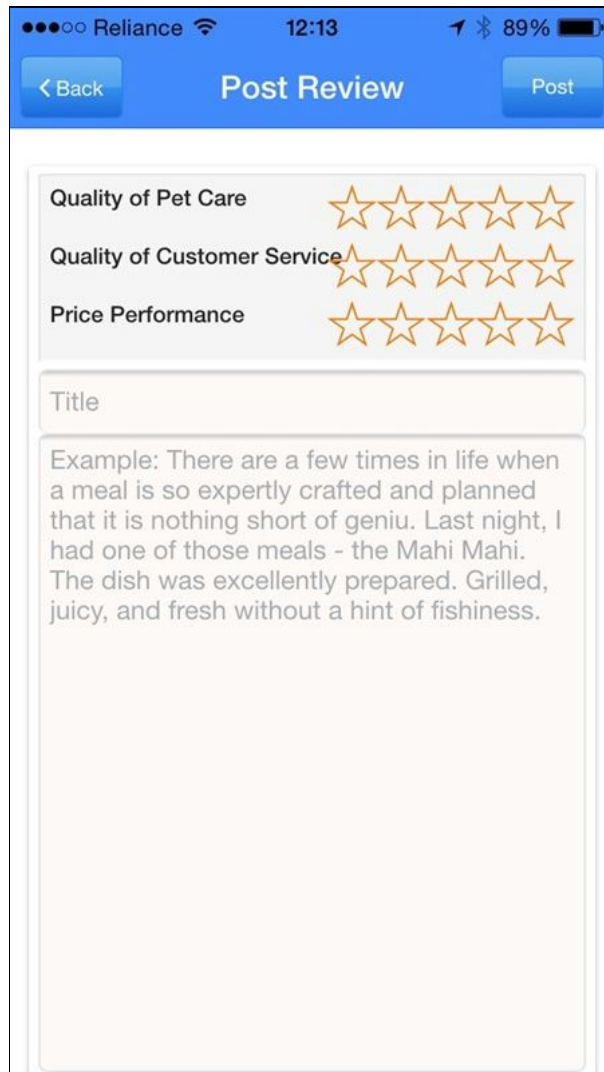 Reliance 12:13 89%
Back Post Review Post
Quality of Pet Care
Quality of Customer Service
Price Performance
Title
Example: There are a few times in life when
a meal is so expertly crafted and planned
that it is nothing short of geniu. Last night, I
had one of those meals - the Mahi Mahi.
The dish was excellently prepared. Grilled,
juicy, and fresh without a hint of fishiness.